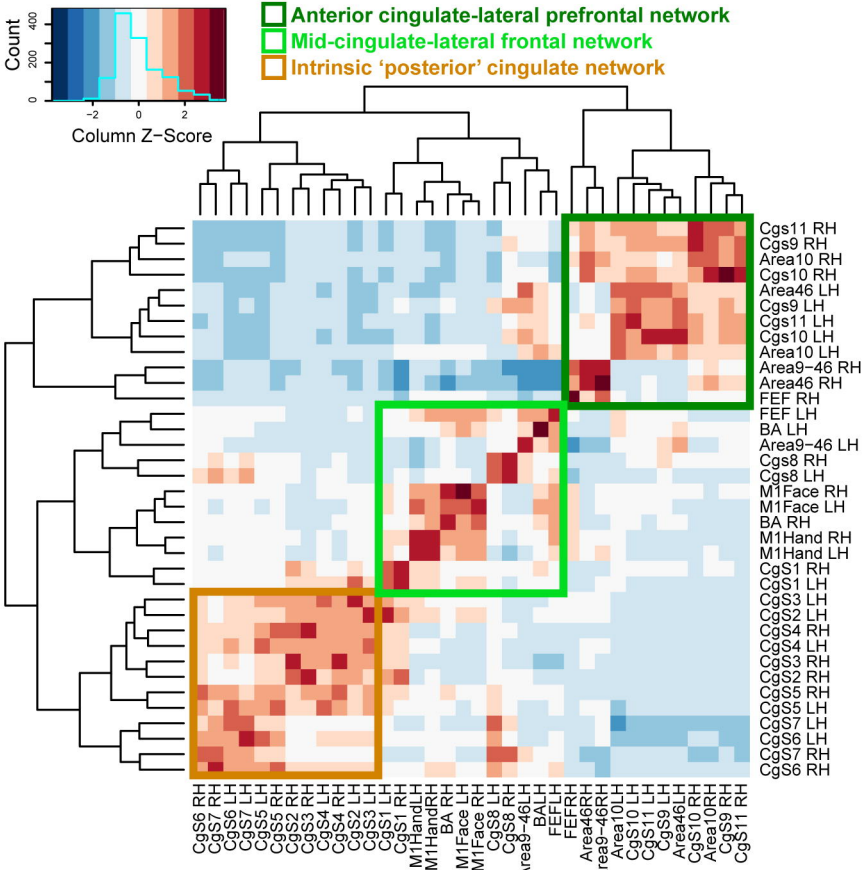 Anterior cingulate-lateral prefrontal network
Mid-cingulate-lateral frontal network
Intrinsic ‘posterior’ cingulate network
Count
0
200
400
−2
0
2
Column Z−Score
Cgs11 RH
Cgs9 RH
Area10 RH
Cgs10 RH
Area46 LH
Cgs9 LH
Cgs11 LH
Cgs10 LH
Area10 LH
Area9−46 RH
Area46 RH
FEF RH
FEF LH
BA LH
Area9−46 LH
Cgs8 RH
Cgs8 LH
M1Face RH
M1Face LH
BA RH
M1Hand RH
M1Hand LH
CgS1 RH
CgS1 LH
CgS3 LH
CgS2 LH
CgS4 RH
CgS4 LH
CgS3 RH
CgS2 RH
CgS5 RH
CgS5 LH
CgS7 LH
CgS6 LH
CgS7 RH
CgS6 RH
CgS6 RH
CgS7 RH
CgS6 LH
CgS7 LH
CgS5 LH
CgS5 RH
CgS2 RH
CgS3 RH
CgS4 LH
CgS4 RH
CgS2 LH
CgS3 LH
CgS1 LH
CgS1 RH
M1HandLH
M1HandRH
BA RH
M1Face LH
M1Face RH
CgS8 LH
CgS8 RH
Area9−46LH
BALH
FEFLH
FEFRH
Area46RH
rea9−46RH
Area10LH
CgS10 LH
CgS11 LH
CgS9 LH
Area46LH
CgS10 RH
Area10RH
CgS9 RH
CgS11 RH